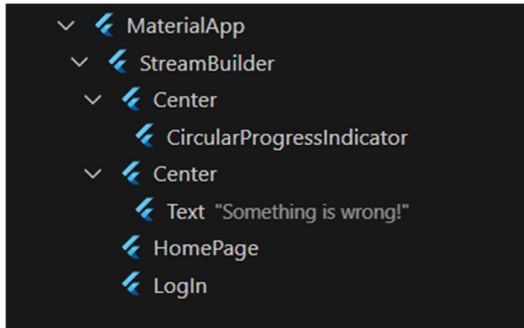 MaterialApp
StreamBuilder
Center
CircularProgressIndicator
Center
Text "Something is wrong!"
HomePage
LogIn